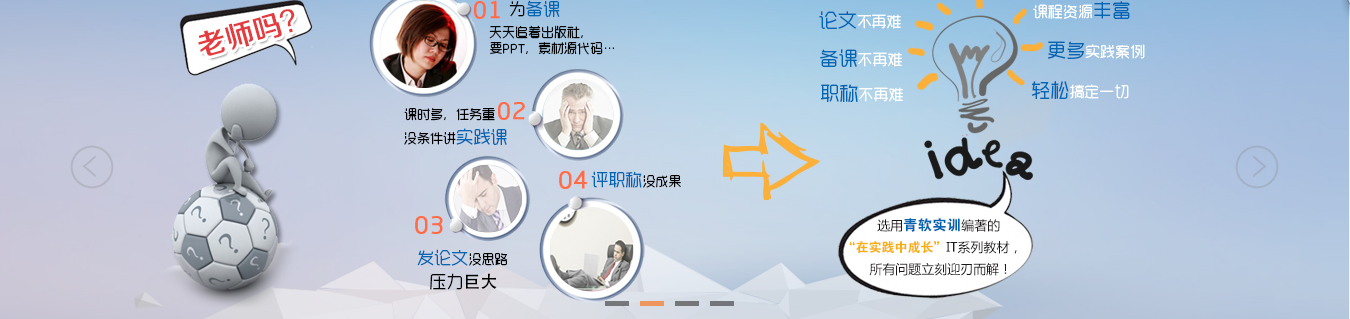 老师吗?
01 为备课
天天追着出版社,
要PPT, 素材源代码…
课时多, 任务重 02
没条件讲实践课
04 评职称没成果
03
发论文没思路
压力巨大
论文不再难
备课不再难
职称不再难
课程资源丰富
更多实践案例
轻松搞定一切
idea
选用青软实训编著的
“在实践中成长”IT系列教材，
所有问题立刻迎刃而解！